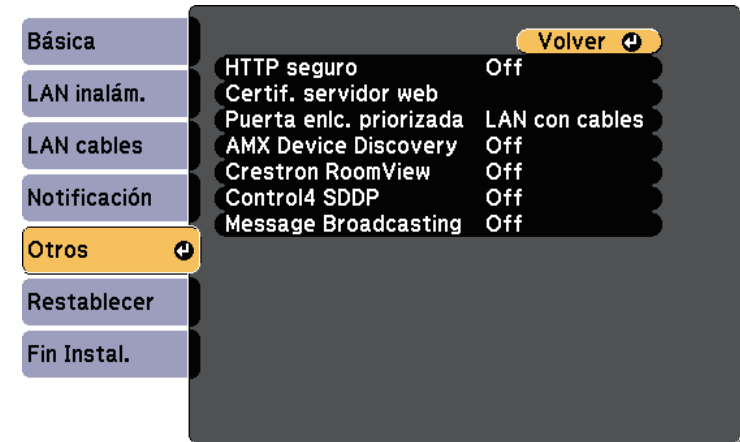 Básica
LAN inalám.
LAN cables
Notificación
Otros
Restablecer
Fin Instal.
Volver
HTTP seguro Off
Certif. servidor web
Puerta enlc. priorizada LAN con cables
AMX Device Discovery Off
Crestron RoomView Off
Control4 SDDP Off
Message Broadcasting Off